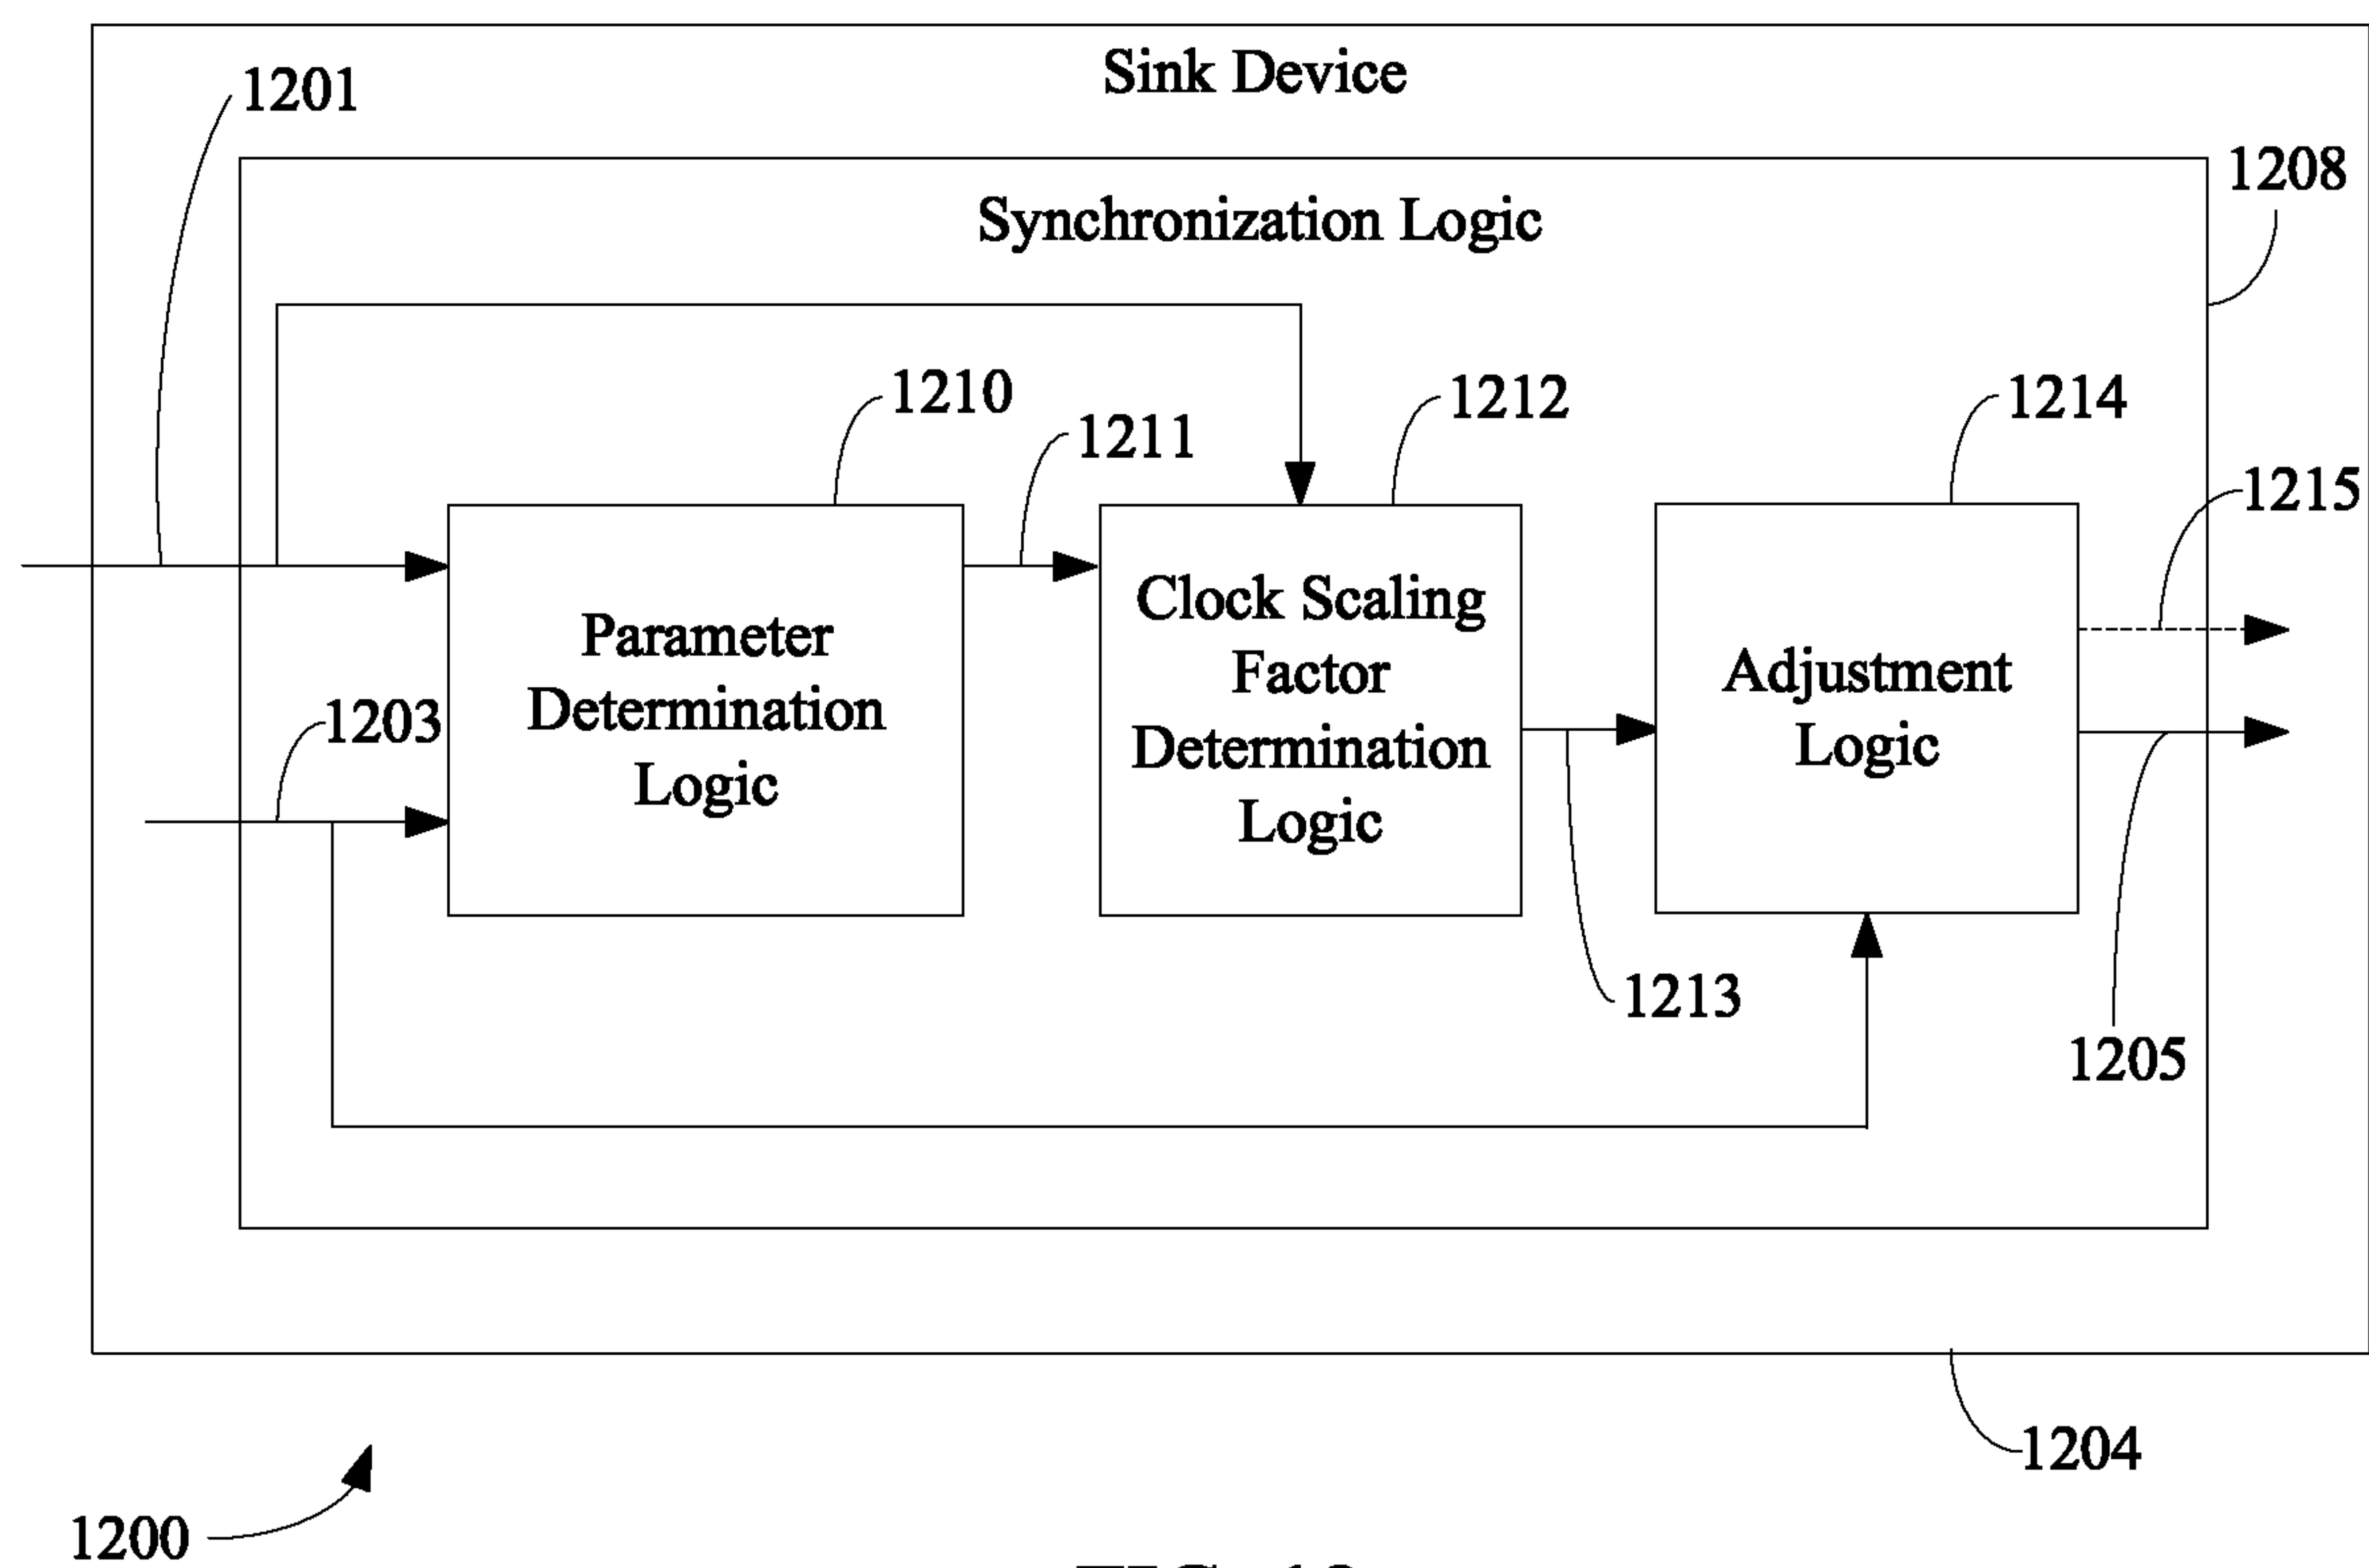 Sink Device
1201
Synchronization Logic
1208
1210
1211
1212
1214
1215
Parameter
Determination
Logic
1203
Clock Scaling
Factor
Determination
Logic
Adjustment
Logic
1213
1205
1204
1200